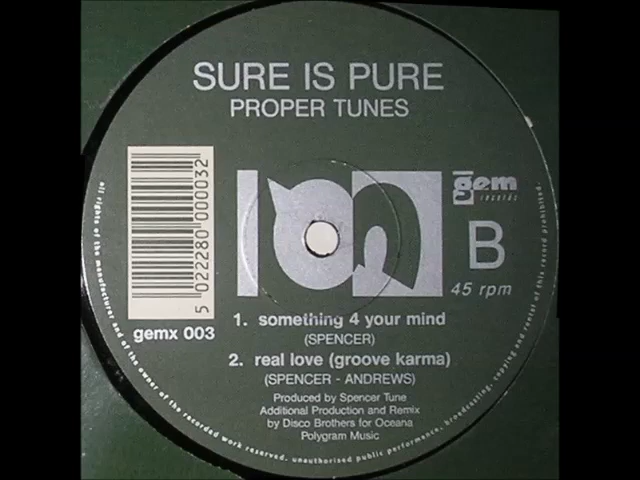 SURE IS PURE
PROPER TUNES
gem
records
B
45 rpm
5 022280 000032
gemx 003
1. something 4 your mind
(SPENCER)
2. real love (groove karma)
(SPENCER - ANDREWS)
Produced by Spencer Tune
Additional Production and Remix
by Disco Brothers for Oceana
Polygram Music
all rights of the manufacturer and of the owner of the recorded work reserved. unauthorised public performance, broadcasting, copying and rental of this record prohibited.